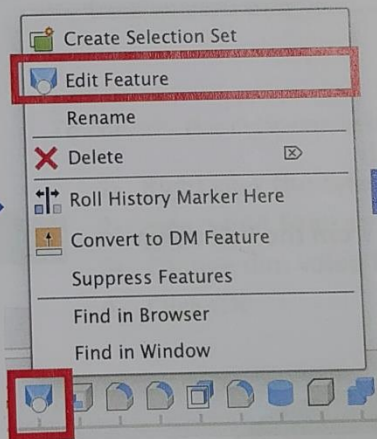 Create Selection Set
Edit Feature
Rename
Delete
Roll History Marker Here
Convert to DM Feature
Suppress Features
Find in Browser
Find in Window